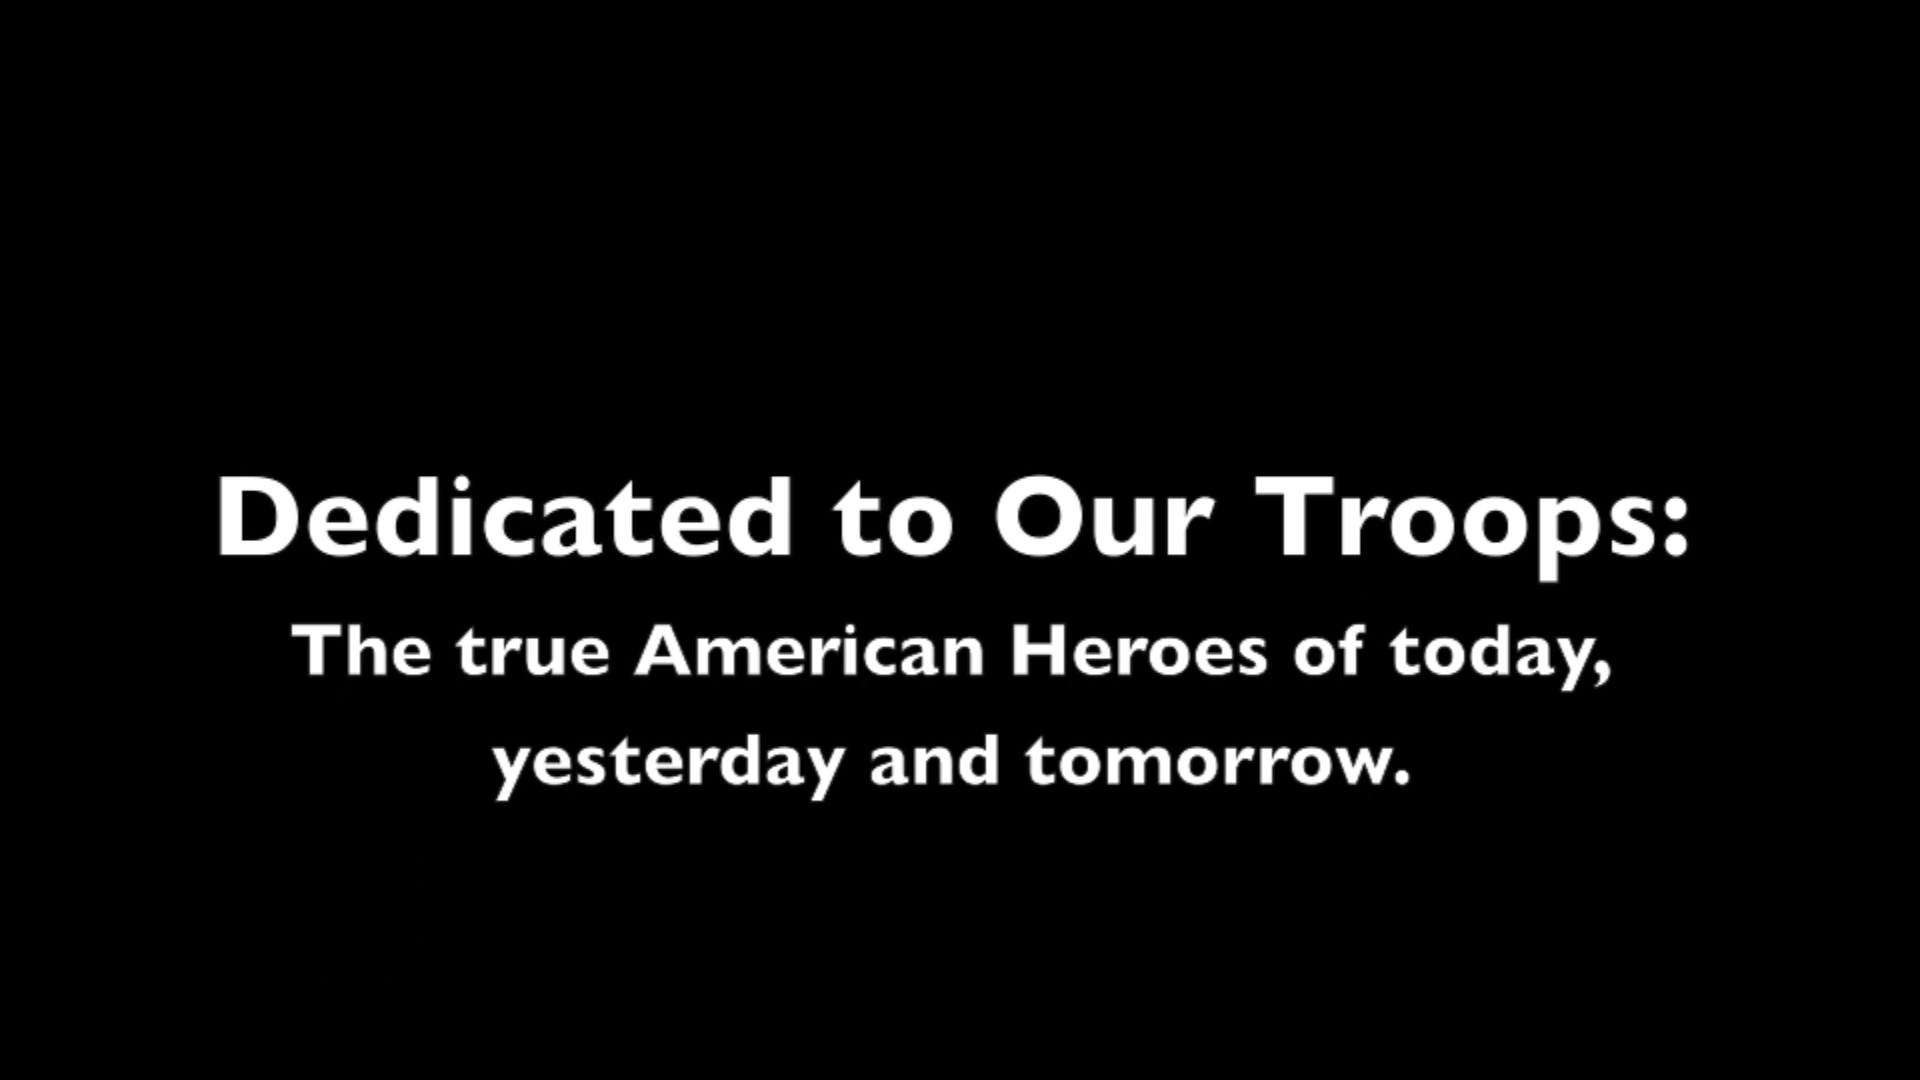 Dedicated to Our Troops:
The true American Heroes of today,
yesterday and tomorrow.